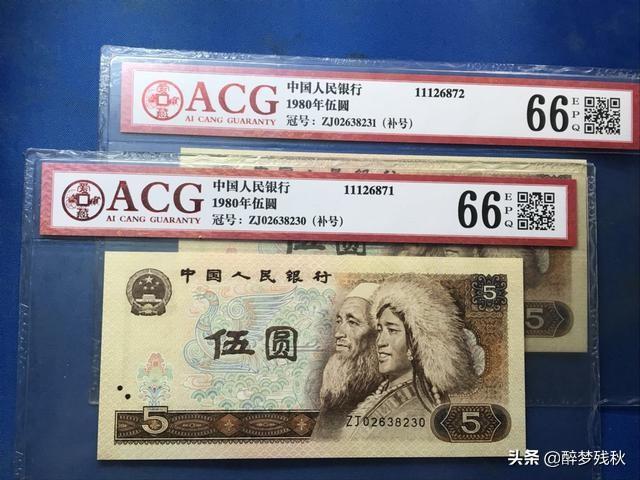 ACG
AI CANG GUARANTY
中国人民银行 11126872
1980年伍圆
冠号：ZJ02638231（补号）
66 EPQ
ACG
AI CANG GUARANTY
中国人民银行 11126871
1980年伍圆
冠号：ZJ02638230（补号）
66 EPQ
中国人民银行
伍圆
5
ZJ02638230
5
5
5
头条 @醉梦残秋